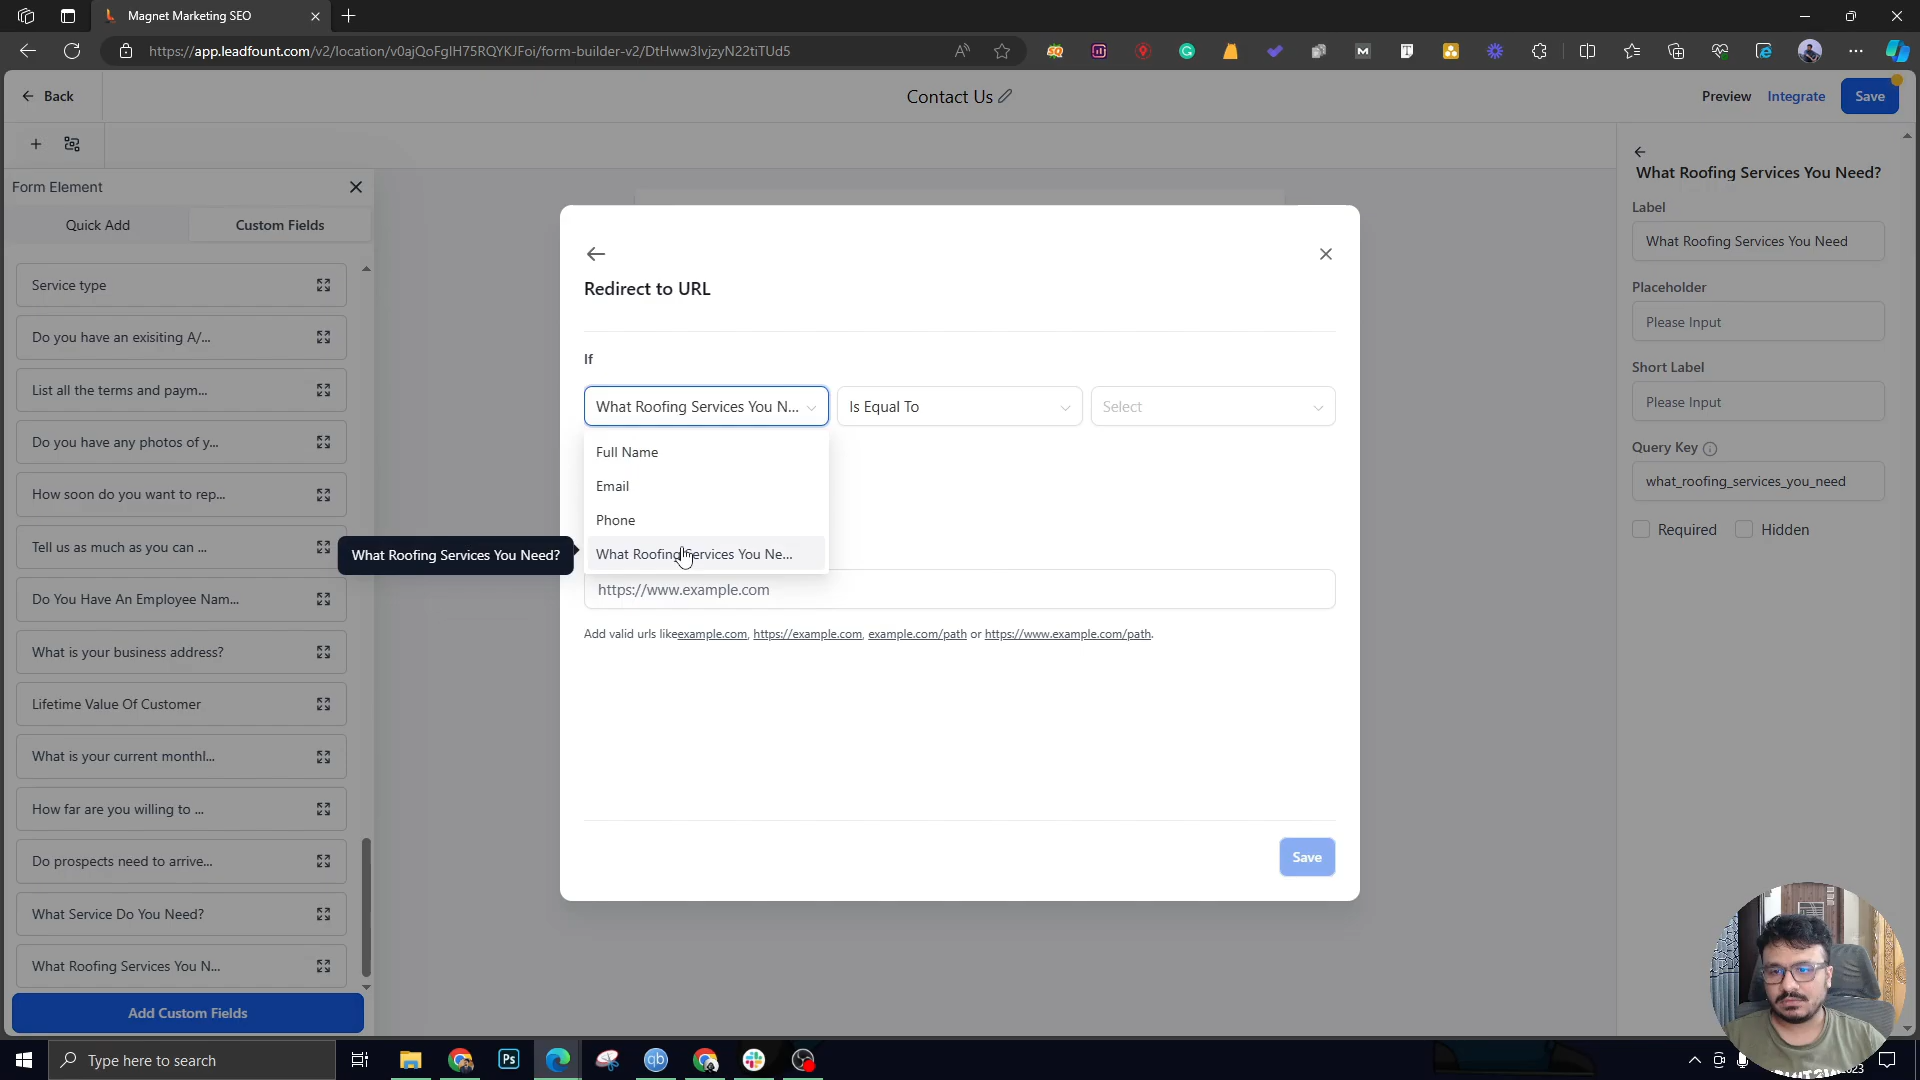 Magnet Marketing SEO
https://app.leadfount.com/v2/location/v0ajQoFgIH75RQYKJFoi/form-builder-v2/DtHww3lvjzyN22tiTUd5
Back
Contact Us
Preview
Integrate
Save
Form Element
Quick Add
Custom Fields
Service type
Do you have an exisiting A/...
List all the terms and paym...
Do you have any photos of y...
How soon do you want to rep...
Tell us as much as you can ...
Do You Have An Employee Nam...
What is your business address?
Lifetime Value Of Customer
What is your current monthl...
How far are you willing to ...
Do prospects need to arrive...
What Service Do You Need?
What Roofing Services You N...
Add Custom Fields
Redirect to URL
If
What Roofing Services You N...
Is Equal To
Select
Full Name
Email
Phone
What Roofing Services You Ne...
What Roofing Services You Need?
https://www.example.com
Add valid urls likeexample.com, https://example.com, example.com/path or https://www.example.com/path.
Save
What Roofing Services You Need?
Label
What Roofing Services You Need
Placeholder
Please Input
Short Label
Please Input
Query Key
what_roofing_services_you_need
Required
Hidden
Type here to search